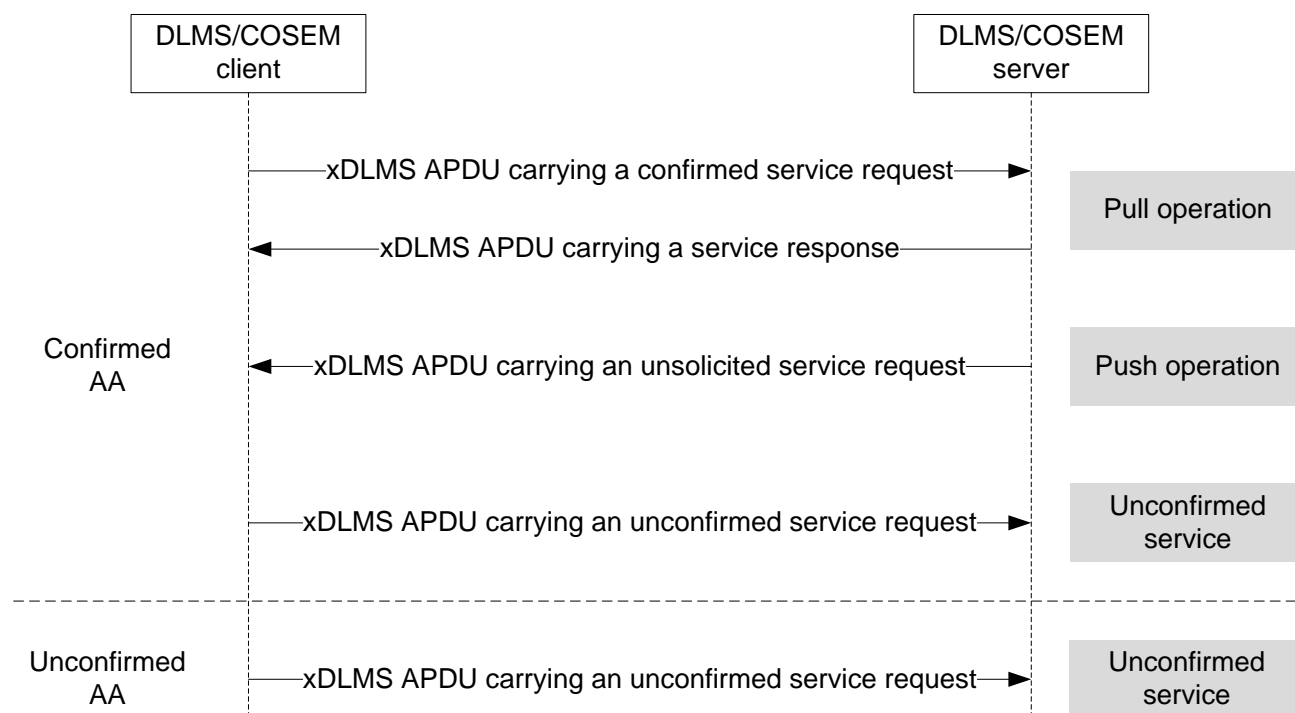 DLMS/COSEM
client
DLMS/COSEM
server
xDLMS APDU carrying a confirmed service request
Pull operation
xDLMS APDU carrying a service response
Confirmed
AA
xDLMS APDU carrying an unsolicited service request
Push operation
xDLMS APDU carrying an unconfirmed service request
Unconfirmed
service
Unconfirmed
AA
xDLMS APDU carrying an unconfirmed service request
Unconfirmed
service